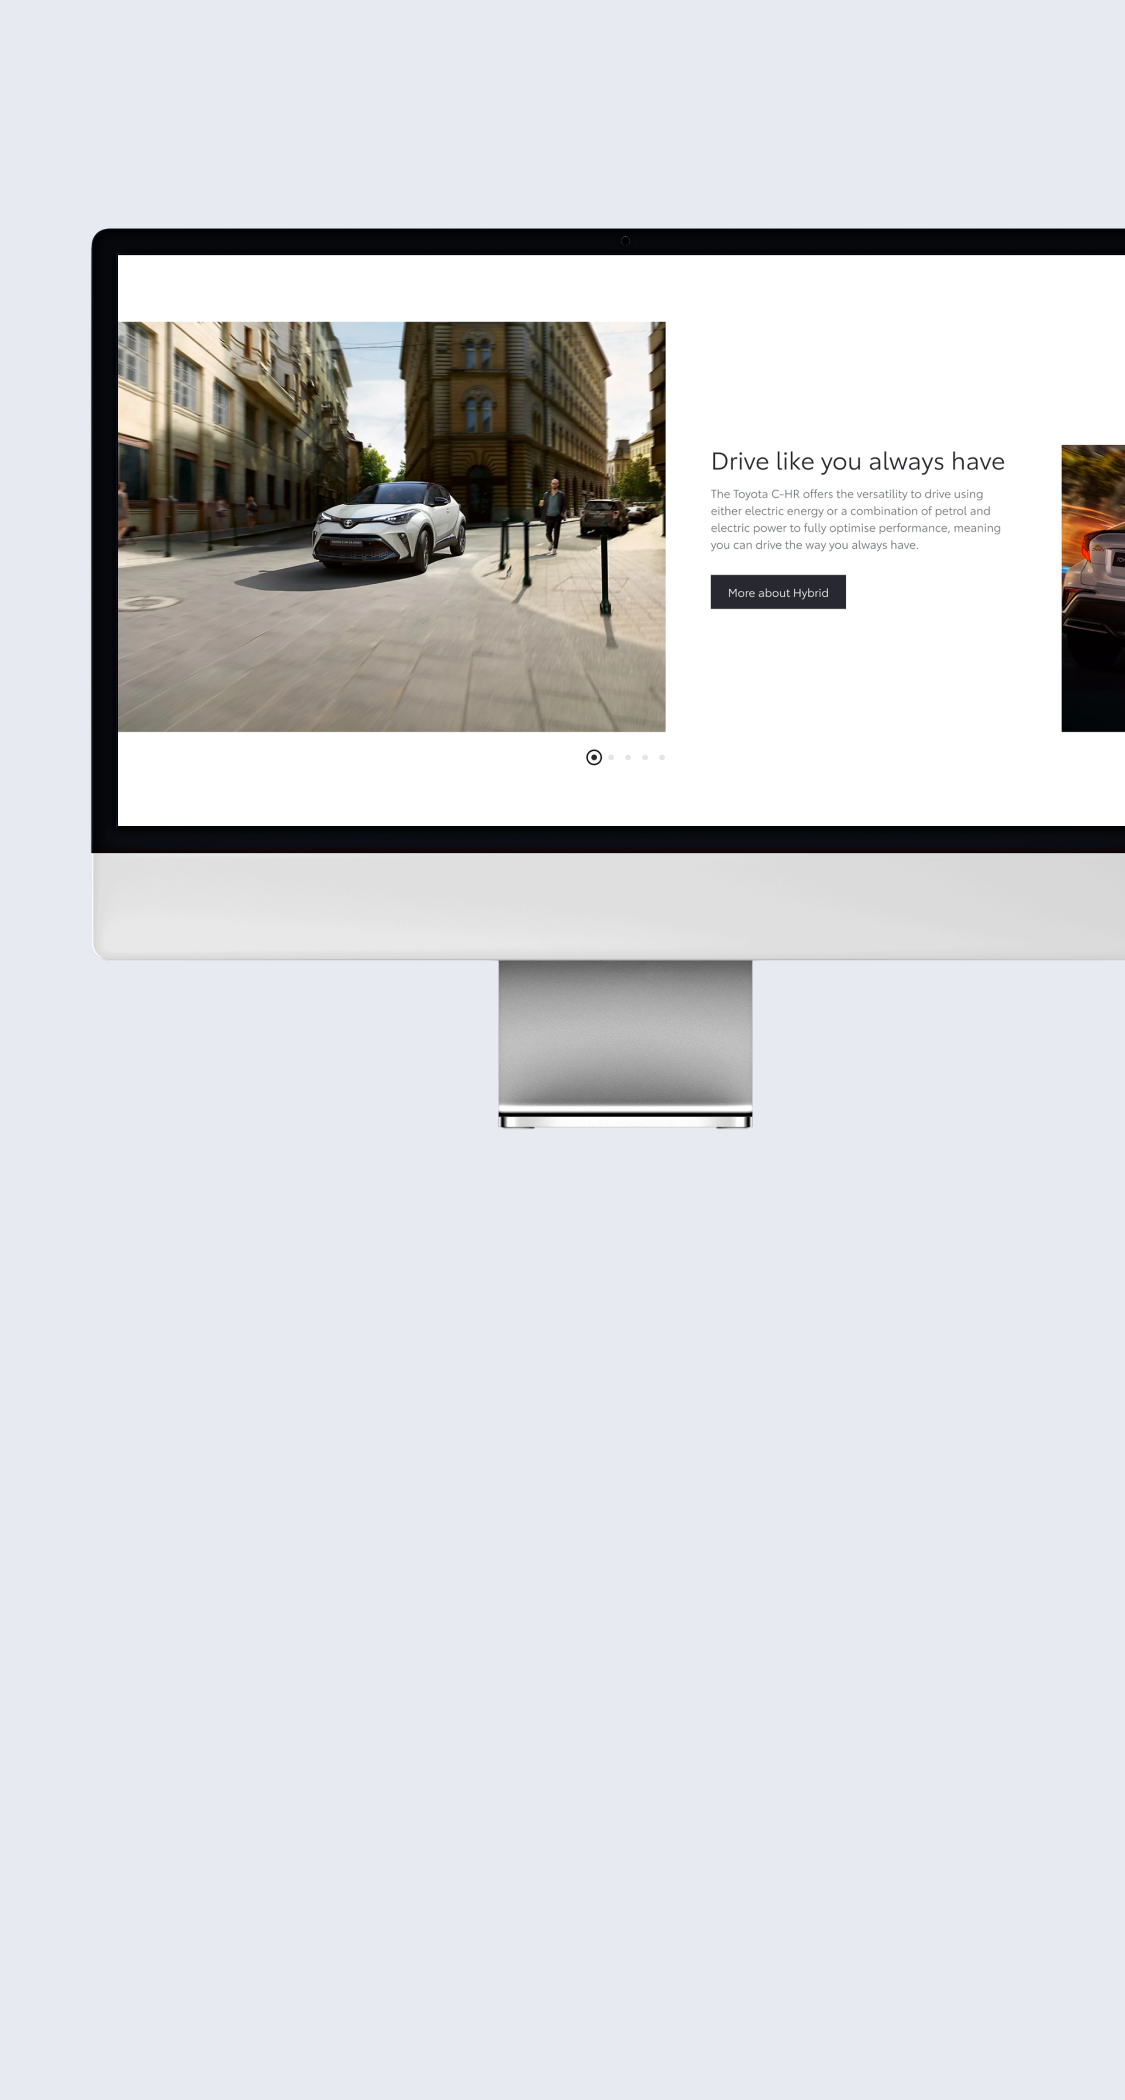 Drive like you always have
The Toyota C-HR offers the versatility to drive using
either electric energy or a combination of petrol and
electric power to fully optimise performance, meaning
you can drive the way you always have.
More about Hybrid